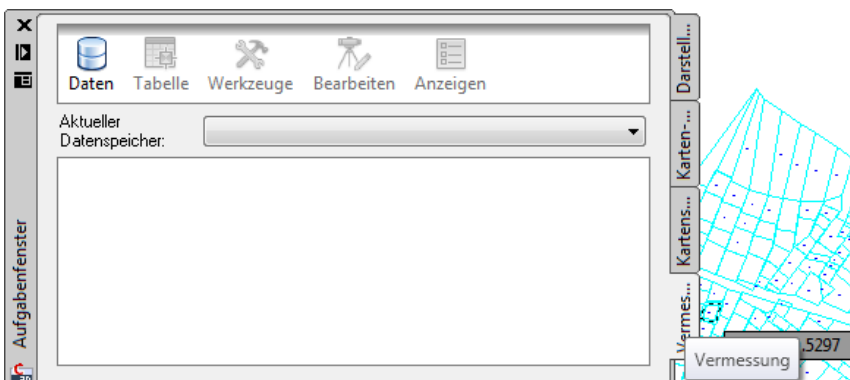 Daten Tabelle Werkzeuge Bearbeiten Anzeigen
Aktueller
Datenspeicher:
Aufgabenfenster
Darstell...
Karten-...
Kartens...
Vermes...
Vermessung
,5297